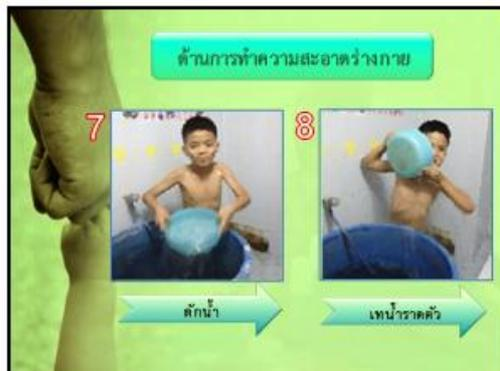 ด้านการทำความสะอาดร่างกาย
7
8
ตักน้ำ
เทน้ำราดตัว